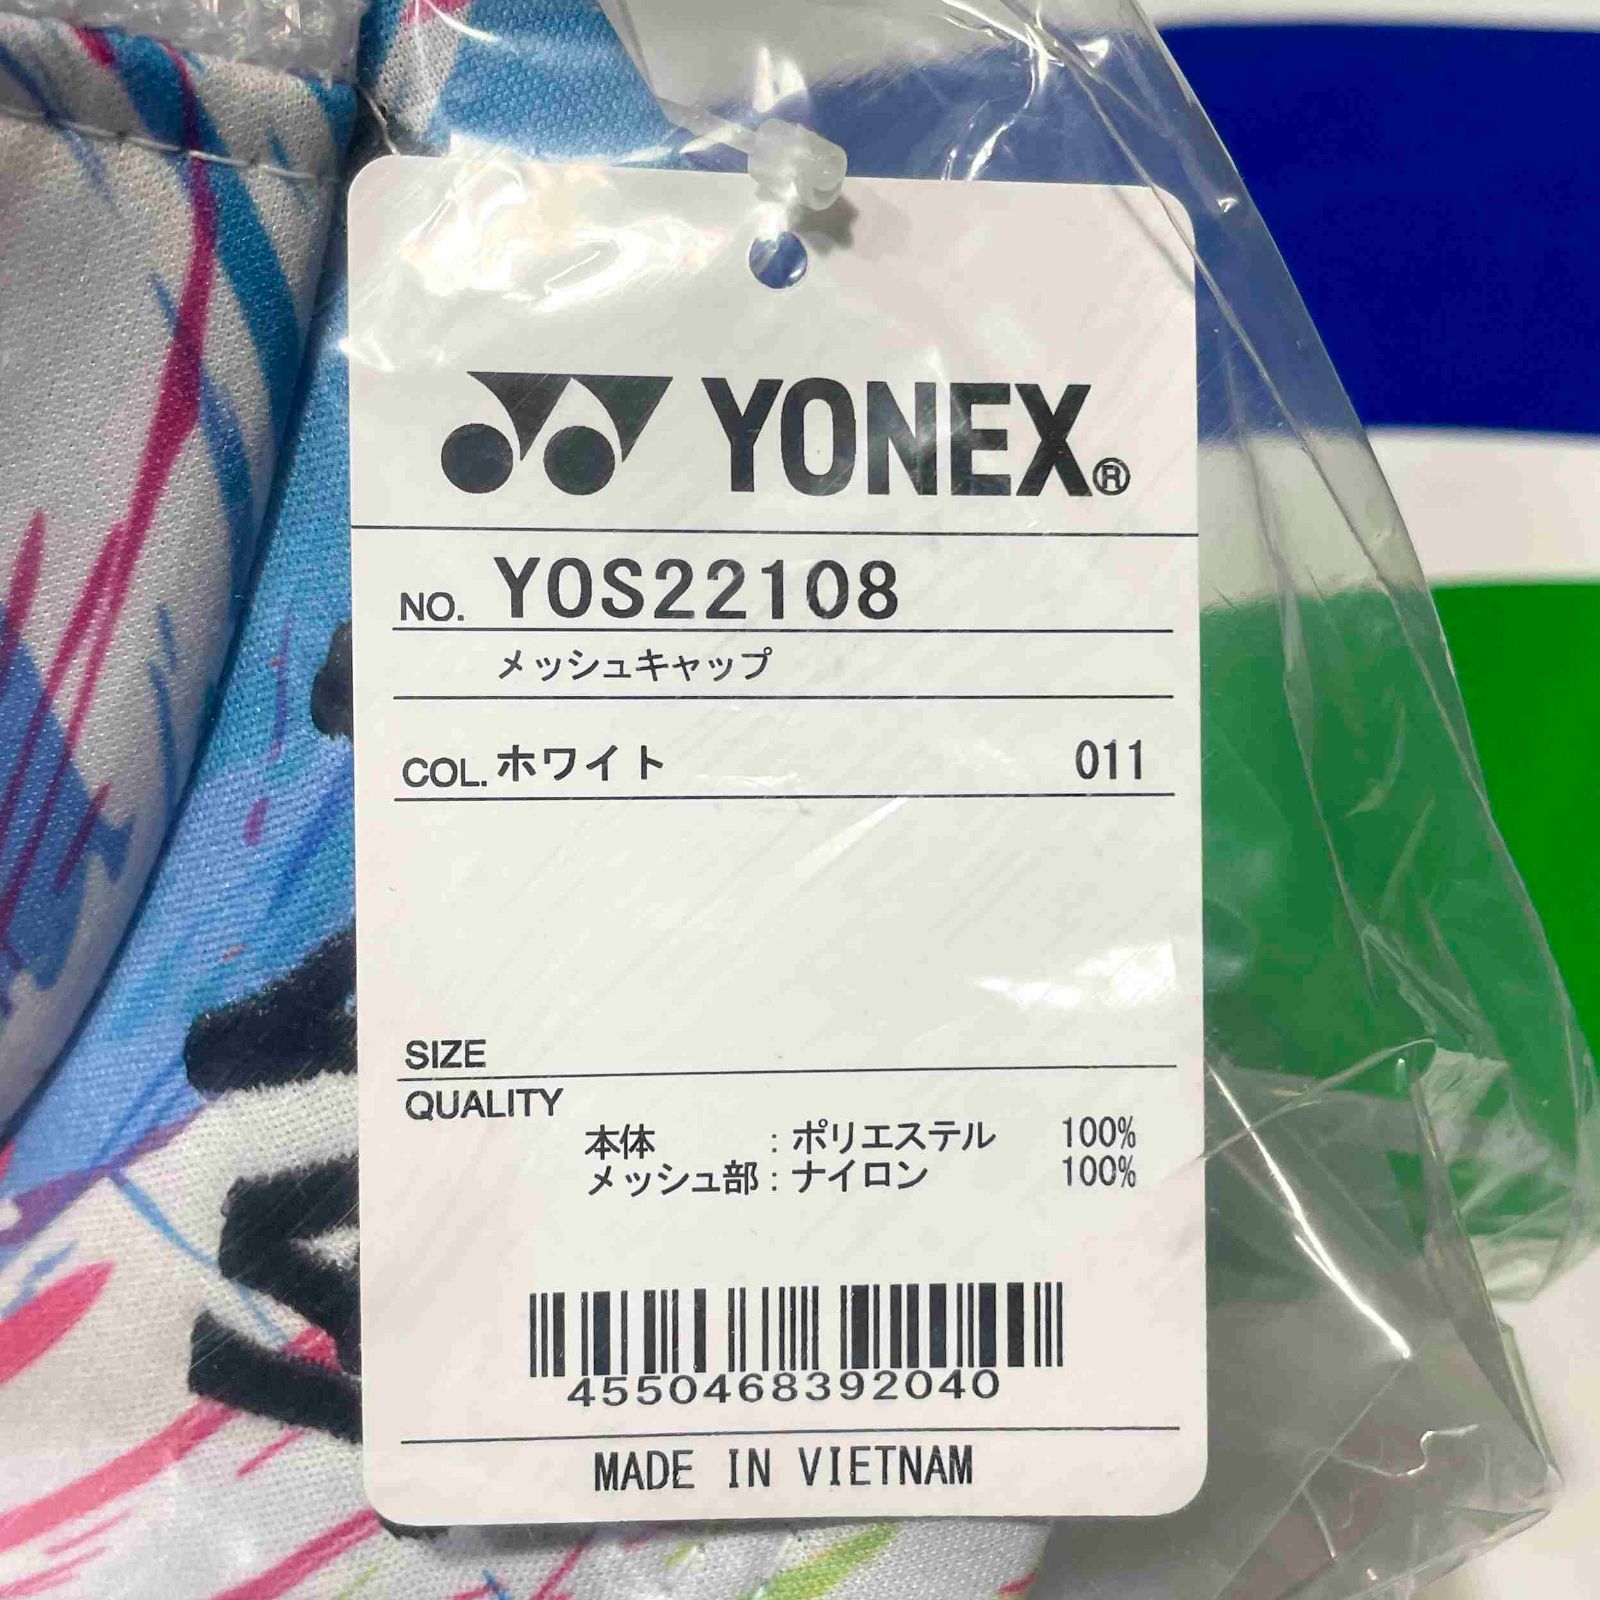 YONEX®
NO. YOS22108
メッシュキャップ
COL. ホワイト 011
SIZE
QUALITY
本体 : ポリエステル 100%
メッシュ部 : ナイロン 100%
4550468392040
MADE IN VIETNAM